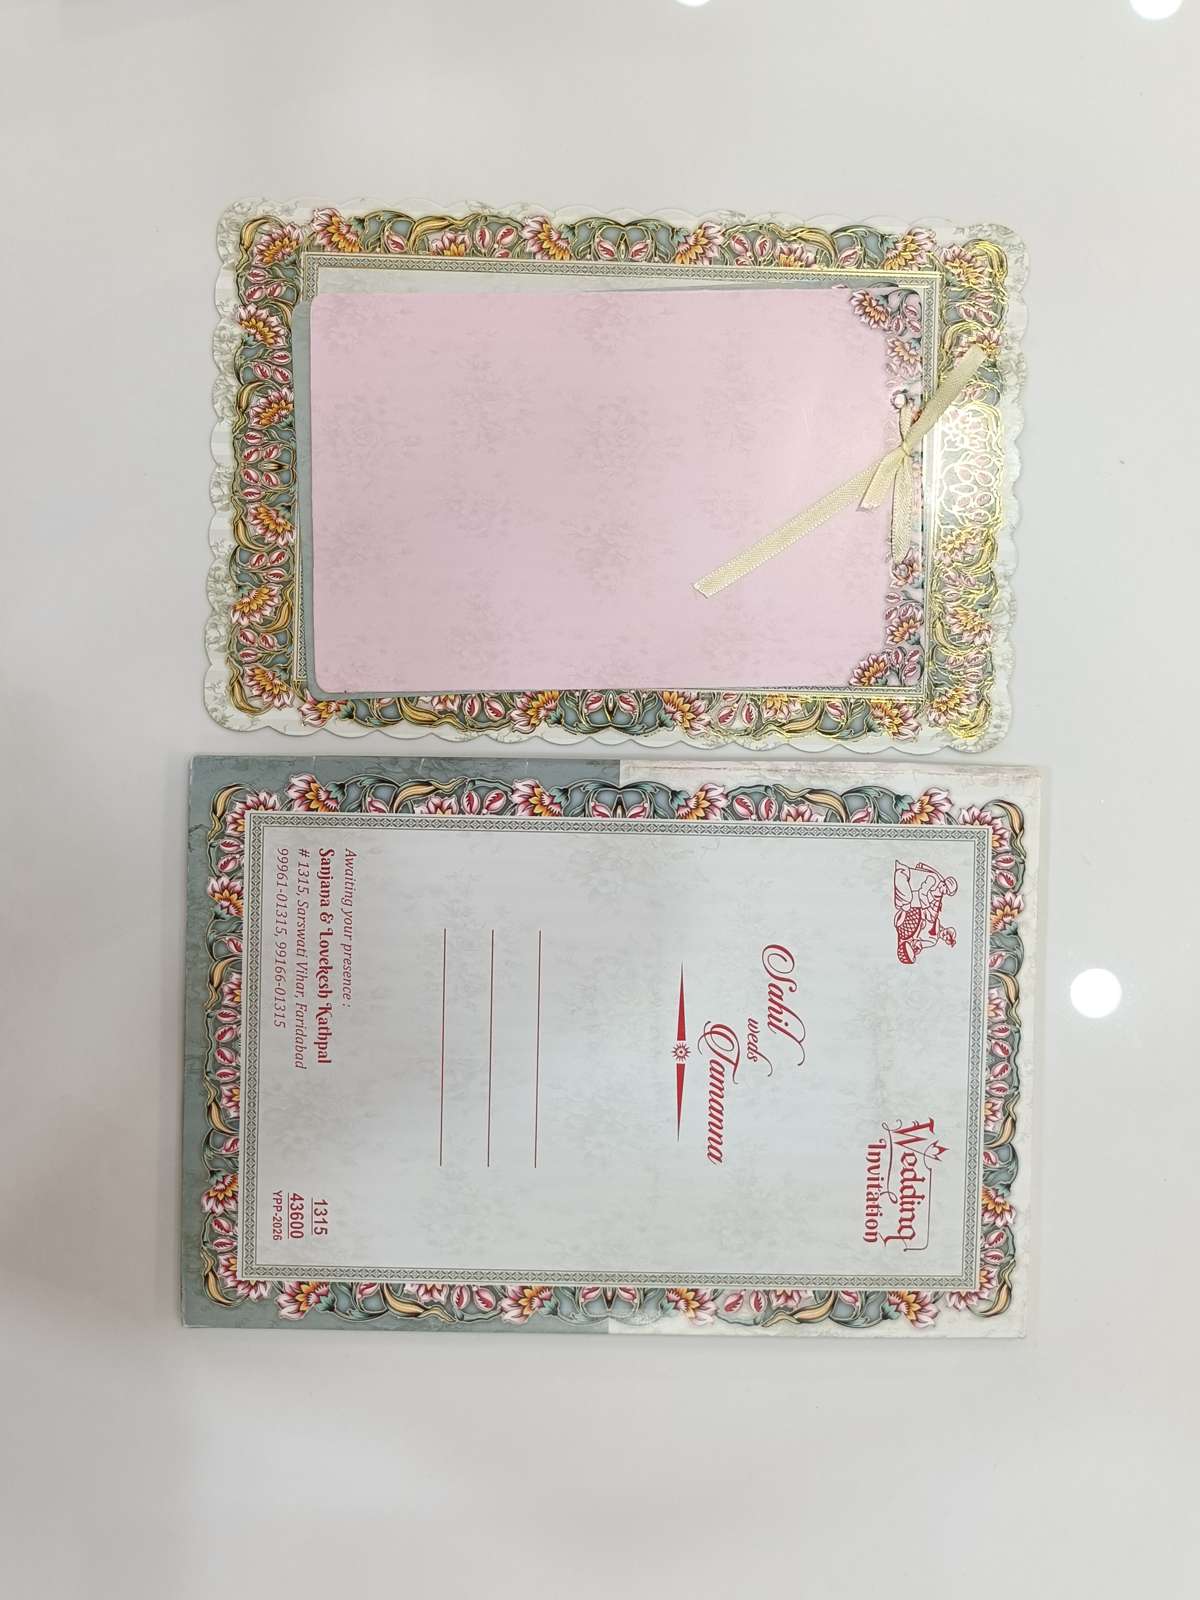 Wedding
Invitation
Sahil
weds
Tamanna
Awaiting your presence :
Sanjana & Lovekesh Kathpal
# 1315, Sarswati Vihar, Faridabad
99961-01315, 99166-01315
1315
43600
YPP-2026